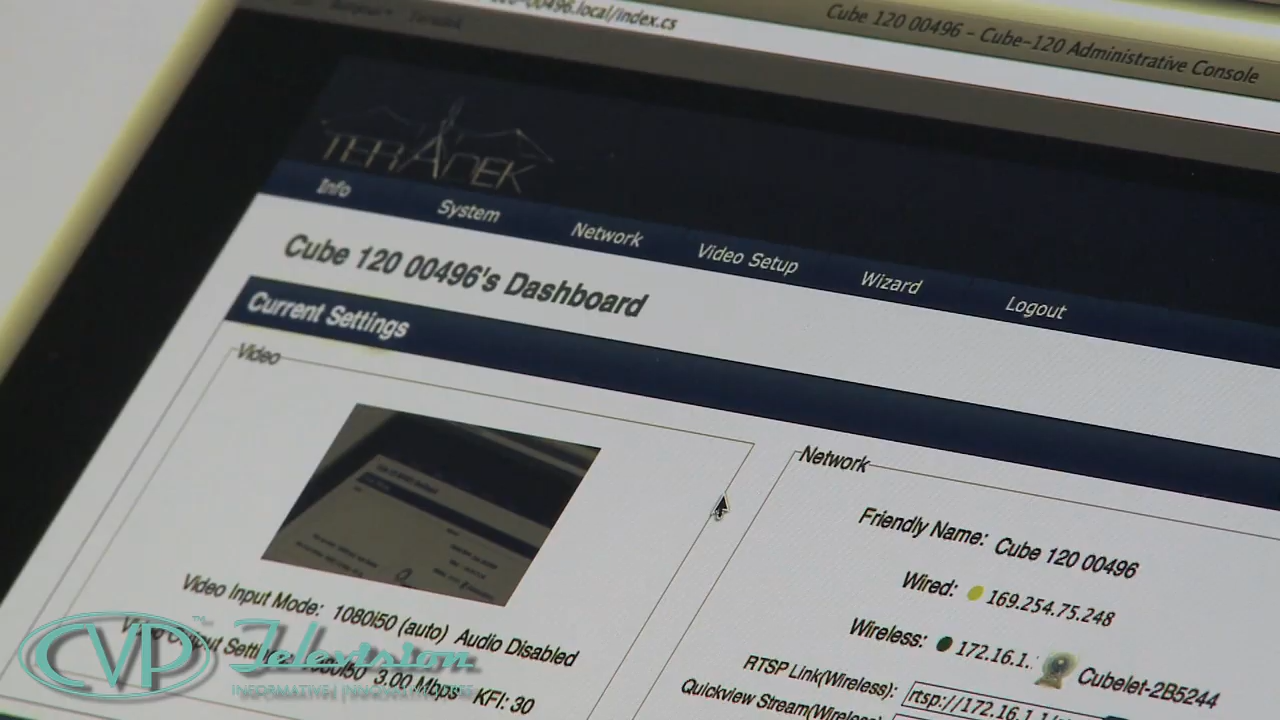 00496.local/index.cs
Cube 120 00496 - Cube-120 Administrative Console
TERADEK
Info System Network Video Setup Wizard Logout
Cube 120 00496's Dashboard
Current Settings
Video
Network
Friendly Name: Cube 120 00496
Wired: 169.254.75.248
Wireless: 172.16.1. Cubelet-2B5244
RTSP Link(Wireless): rtsp://172.16.1.1/
Quickview Stream(Wireless)
Video Input Mode: 1080i50 (auto) Audio Disabled
3.00 Mbps KFI: 30
CVP Television